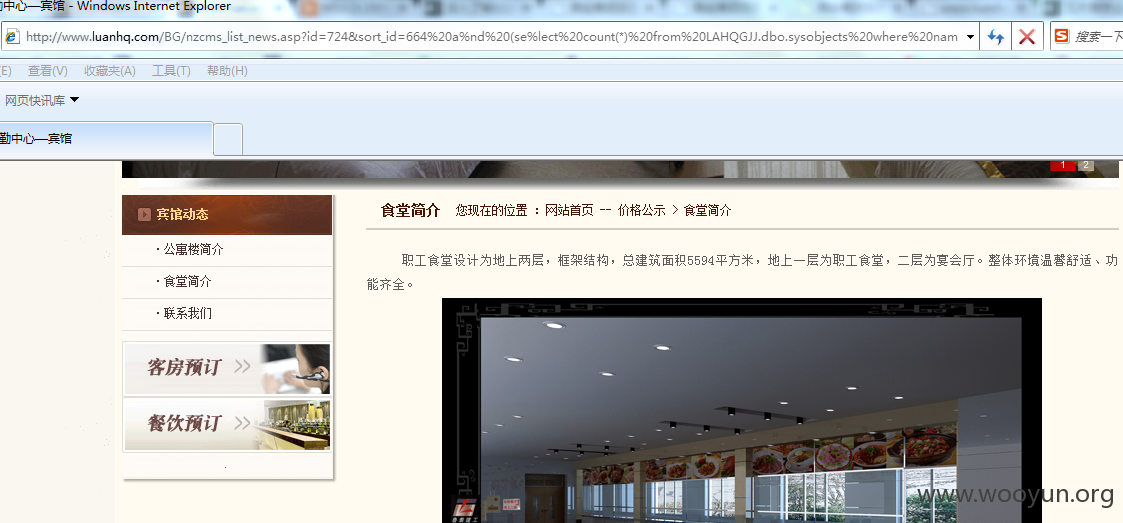 勤中心—宾馆 - Windows Internet Explorer
http://www.luanhq.com/BG/nzcms_list_news.asp?id=724&sort_id=664%20a%nd%20(se%lect%20count(*)%20from%20LAHQGJJ.dbo.sysobjects%20where%20nam
搜索一下
(E) 查看(V) 收藏夹(A) 工具(T) 帮助(H)
网页快讯库
勤中心—宾馆
1 2
宾馆动态
· 公寓楼简介
· 食堂简介
· 联系我们
客房预订 >>
餐饮预订 >>
食堂简介 您现在的位置 : 网站首页 -- 价格公示 > 食堂简介
职工食堂设计为地上两层，框架结构，总建筑面积5594平方米，地上一层为职工食堂，二层为宴会厅。整体环境温馨舒适、功
能齐全。
www.wooyun.org